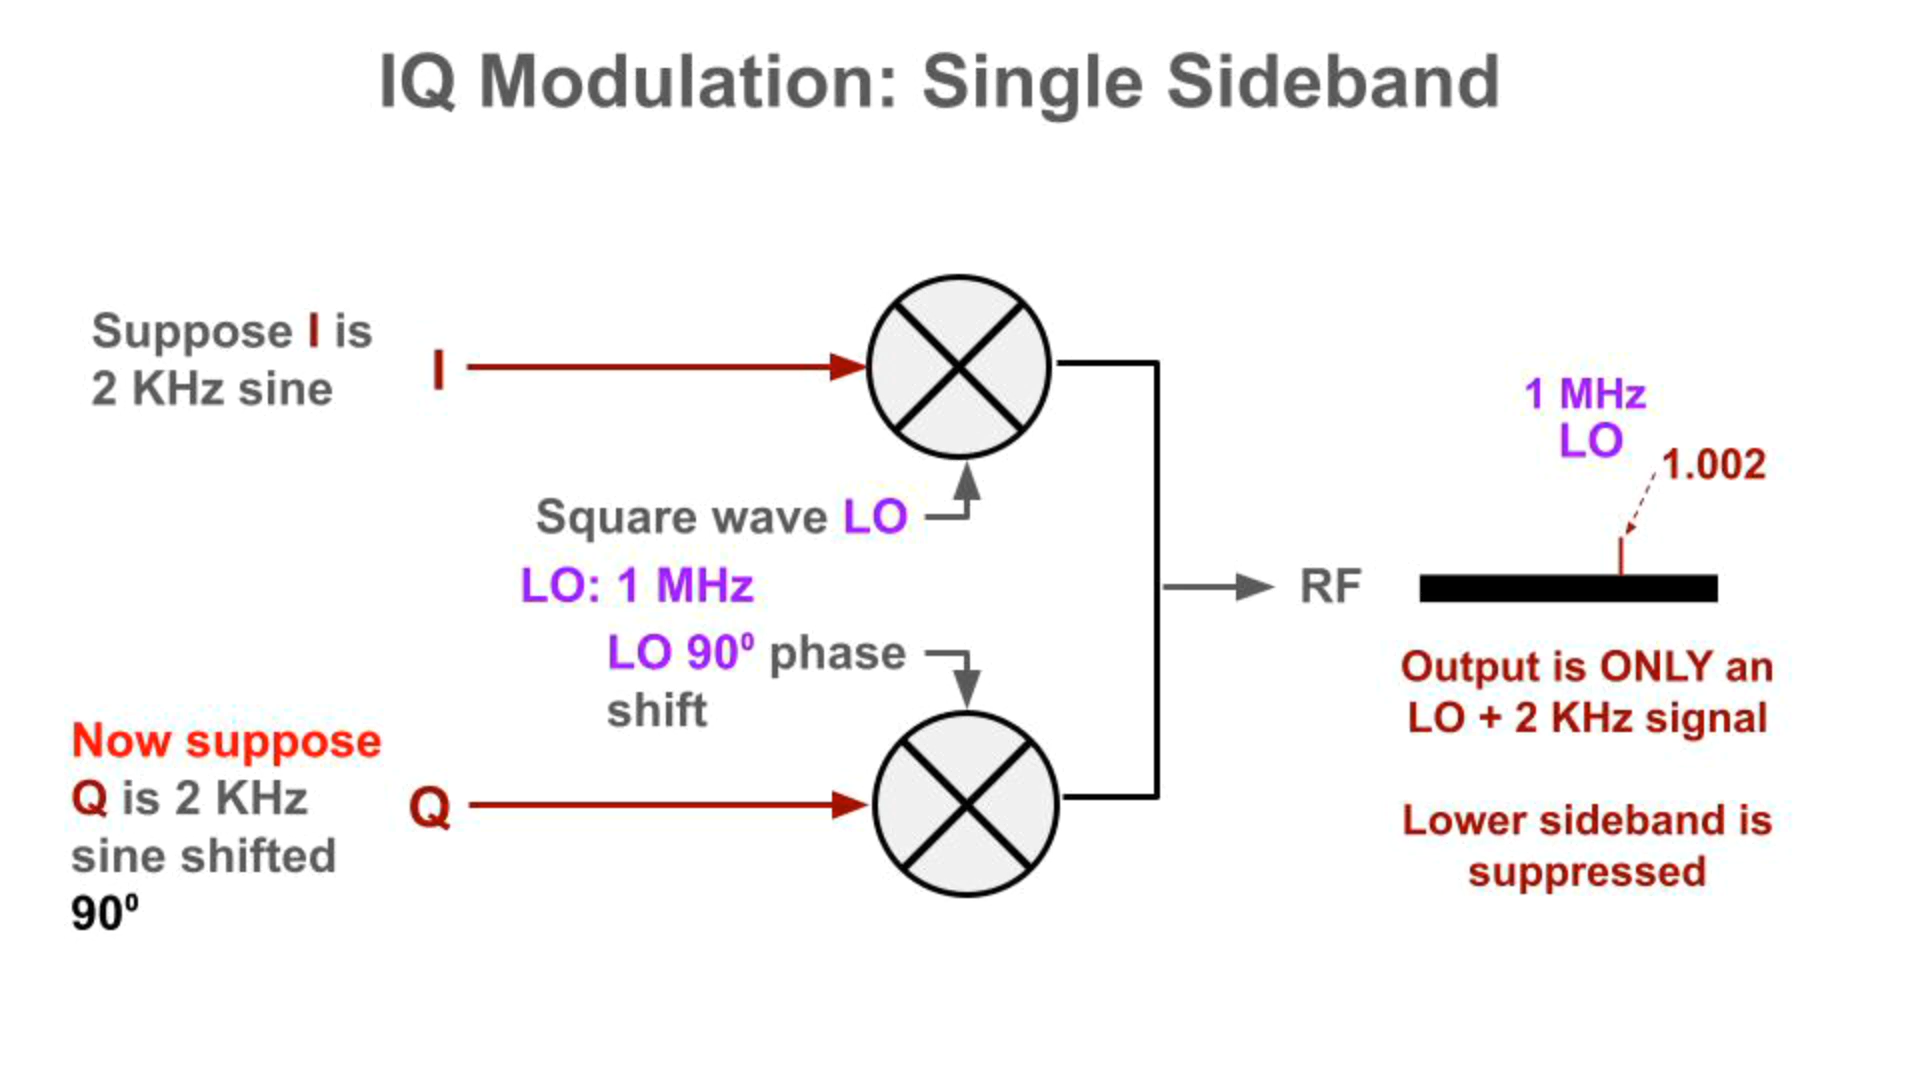 IQ Modulation: Single Sideband
Suppose I is
2 KHz sine
I
Square wave LO
LO: 1 MHz
LO 90⁰ phase
shift
Now suppose
Q is 2 KHz
sine shifted
90⁰
Q
RF
1 MHz
LO
1.002
Output is ONLY an
LO + 2 KHz signal
Lower sideband is
suppressed